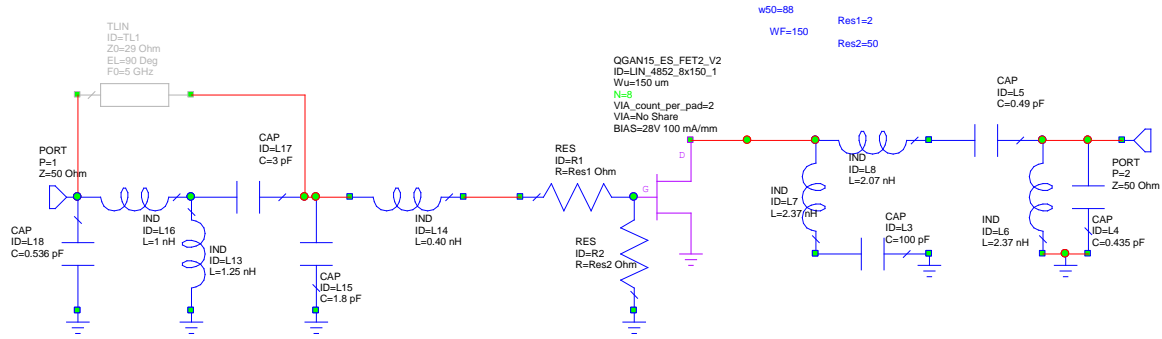 TLIN
ID=TL1
Z0=29 Ohm
EL=90 Deg
F0=5 GHz
PORT
P=1
Z=50 Ohm
CAP
ID=L18
C=0.536 pF
IND
ID=L16
L=1 nH
IND
ID=L13
L=1.25 nH
CAP
ID=L17
C=3 pF
CAP
ID=L15
C=1.8 pF
IND
ID=L14
L=0.40 nH
RES
ID=R1
R=Res1 Ohm
RES
ID=R2
R=Res2 Ohm
QGAN15_ES_FET2_V2
ID=LIN_4852_8x150_1
Wu=150 um
N=8
VIA_count_per_pad=2
VIA=No Share
BIAS=28V 100 mA/mm
D
G
w50=88
WF=150
Res1=2
Res2=50
IND
ID=L8
L=2.07 nH
IND
ID=L7
L=2.37 nH
CAP
ID=L3
C=100 pF
CAP
ID=L5
C=0.49 pF
IND
ID=L6
L=2.37 nH
PORT
P=2
Z=50 Ohm
CAP
ID=L4
C=0.435 pF